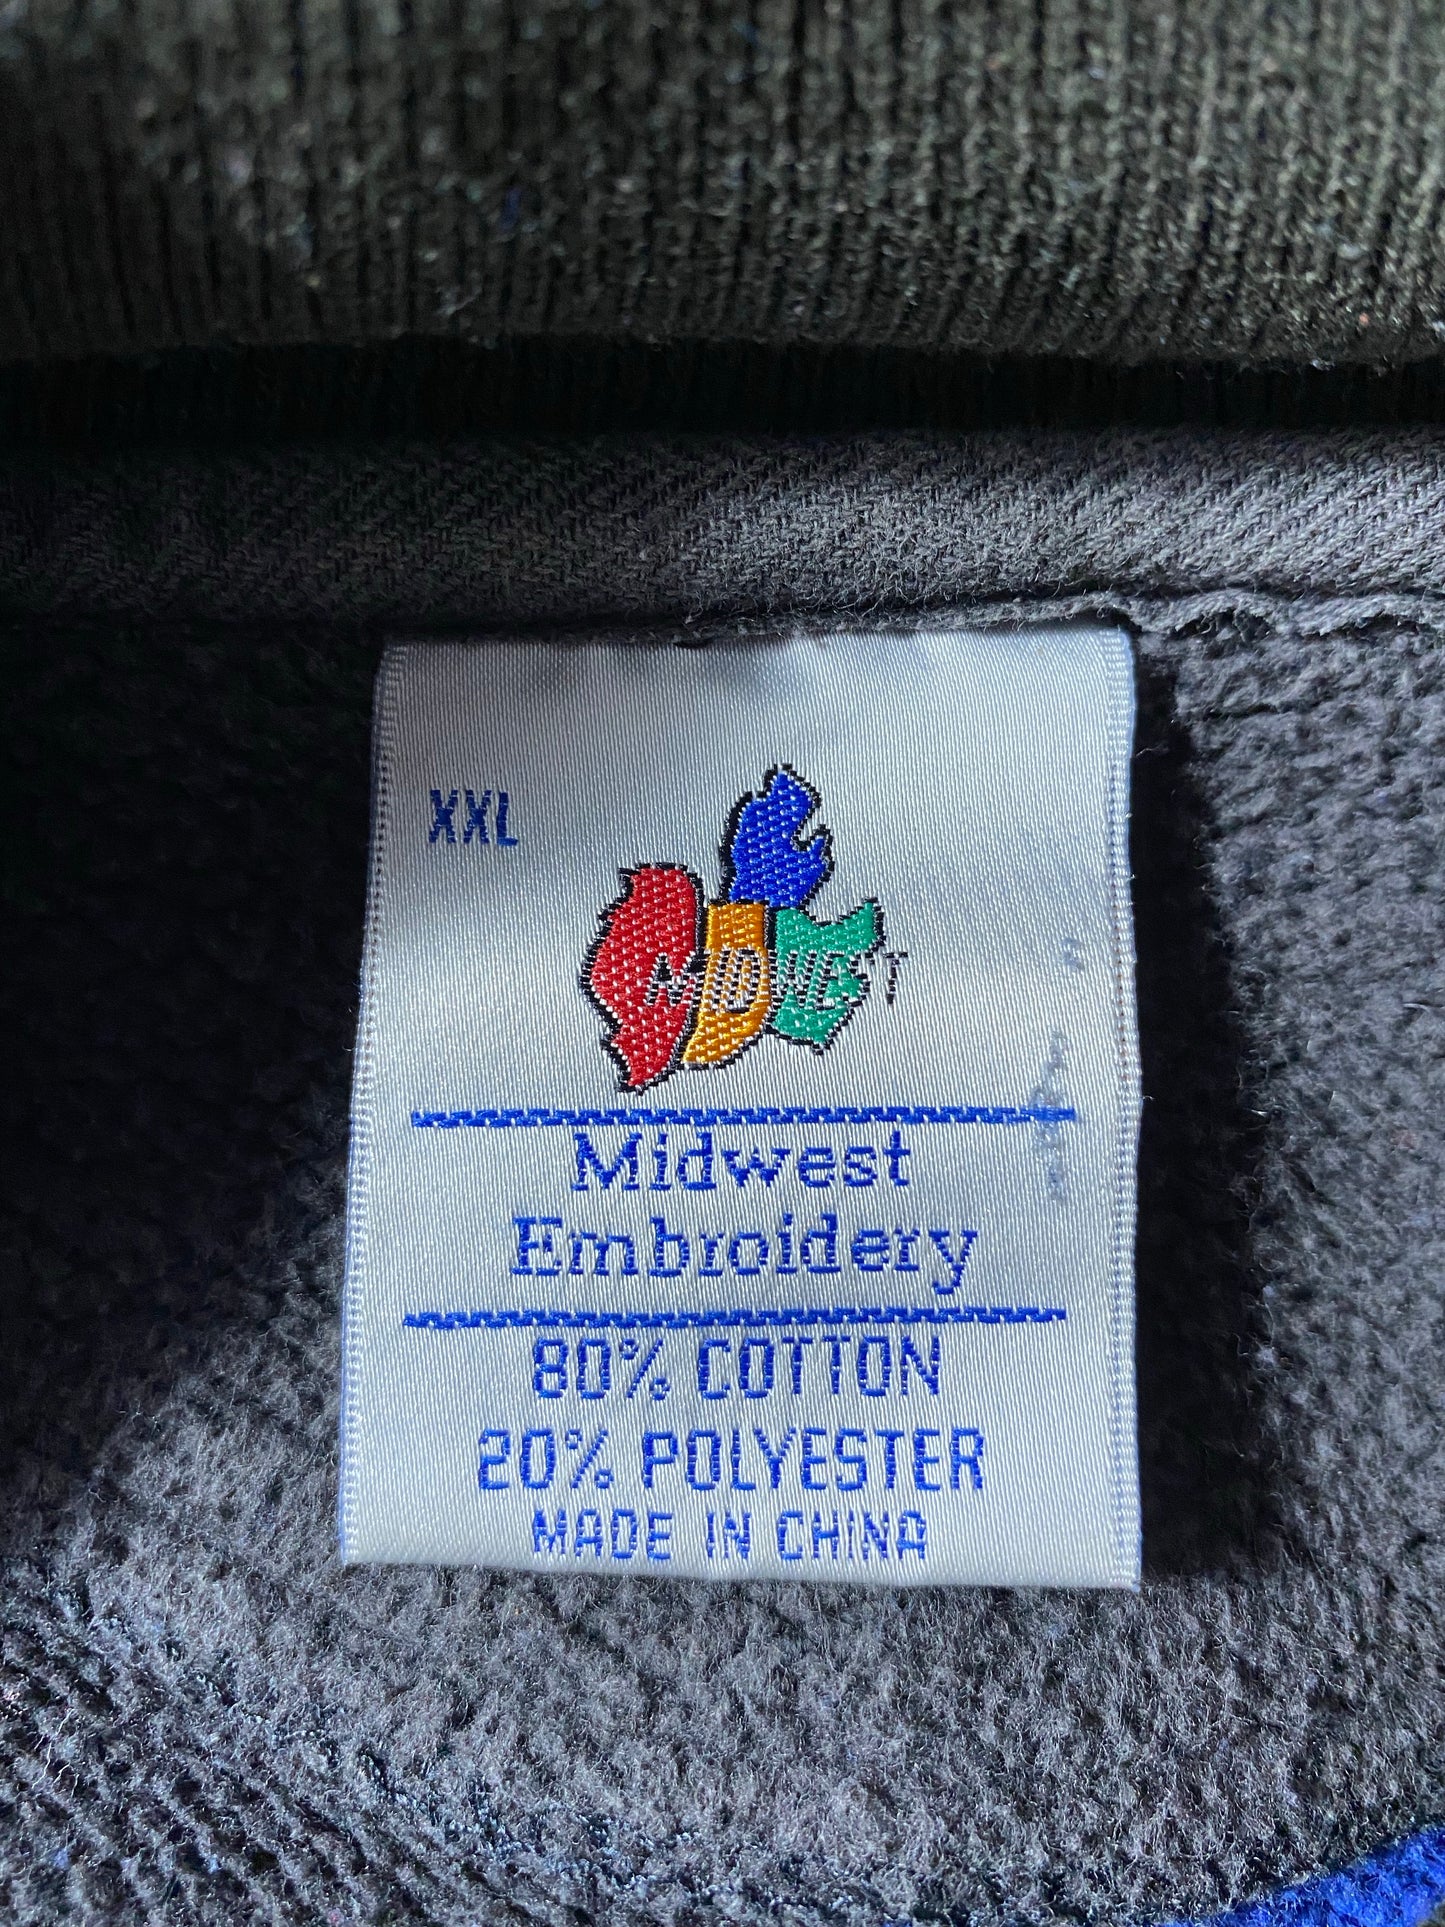 XXL
MIDWEST
Midwest
Embroidery
80% COTTON
20% POLYESTER
MADE IN CHINA